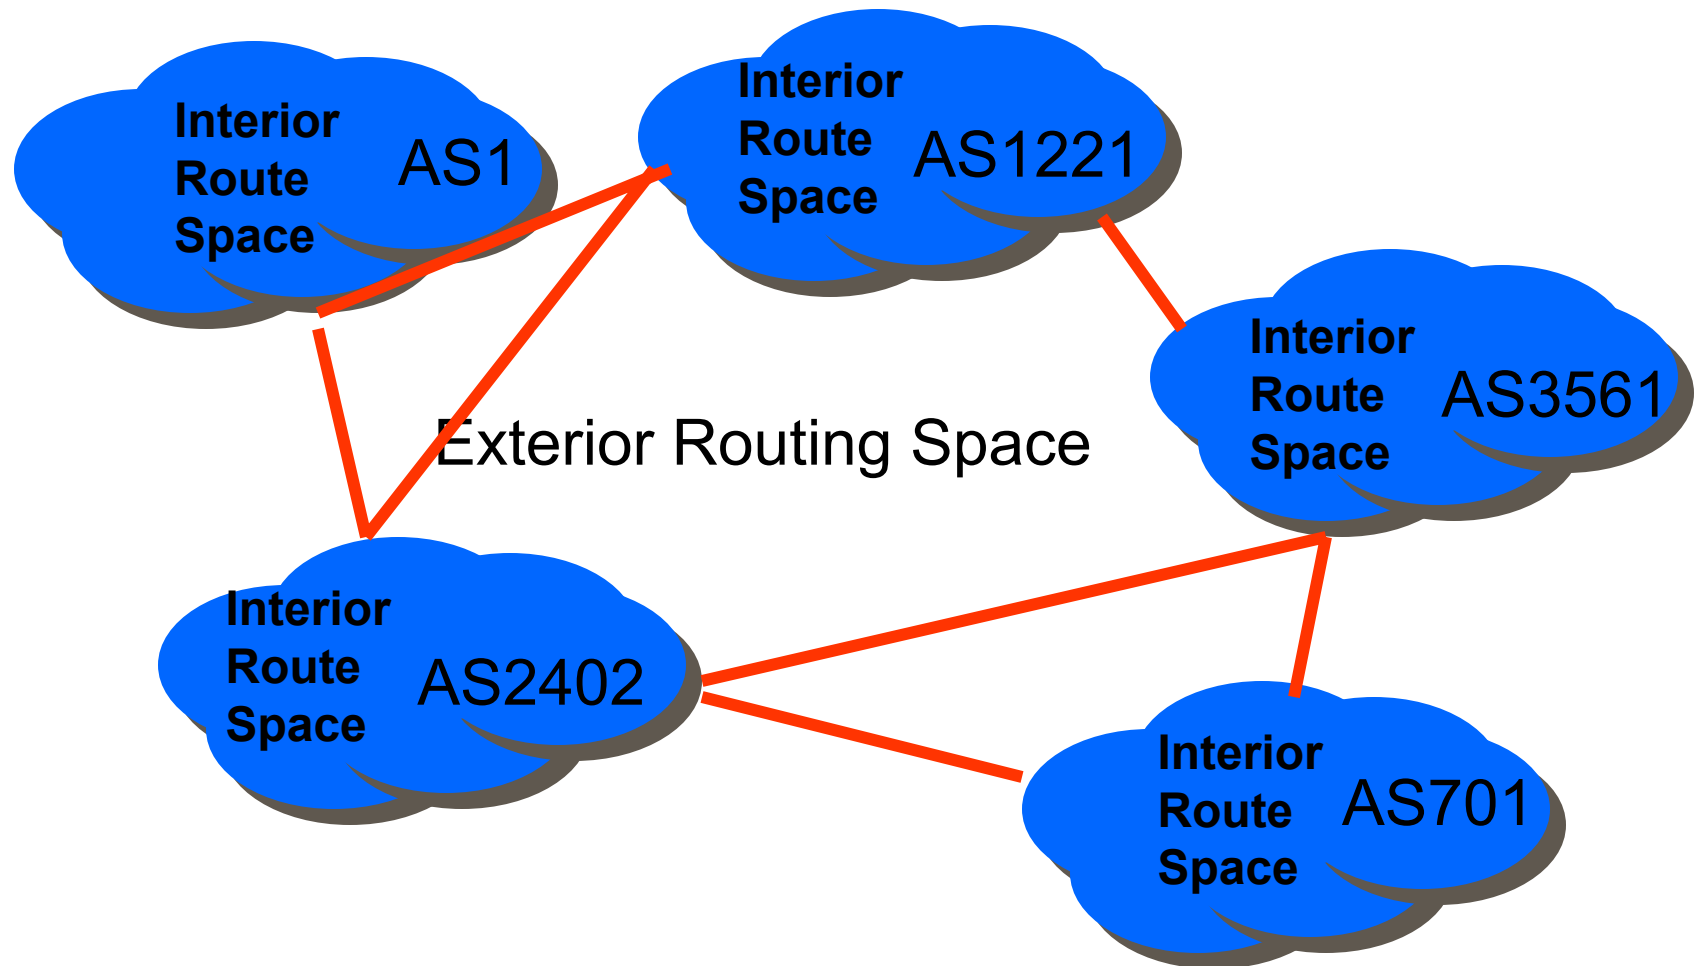 Interior
Route
Space
AS1
Interior
Route
Space
AS1221
Interior
Route
Space
AS3561
Exterior Routing Space
Interior
Route
Space
AS2402
Interior
Route
Space
AS701